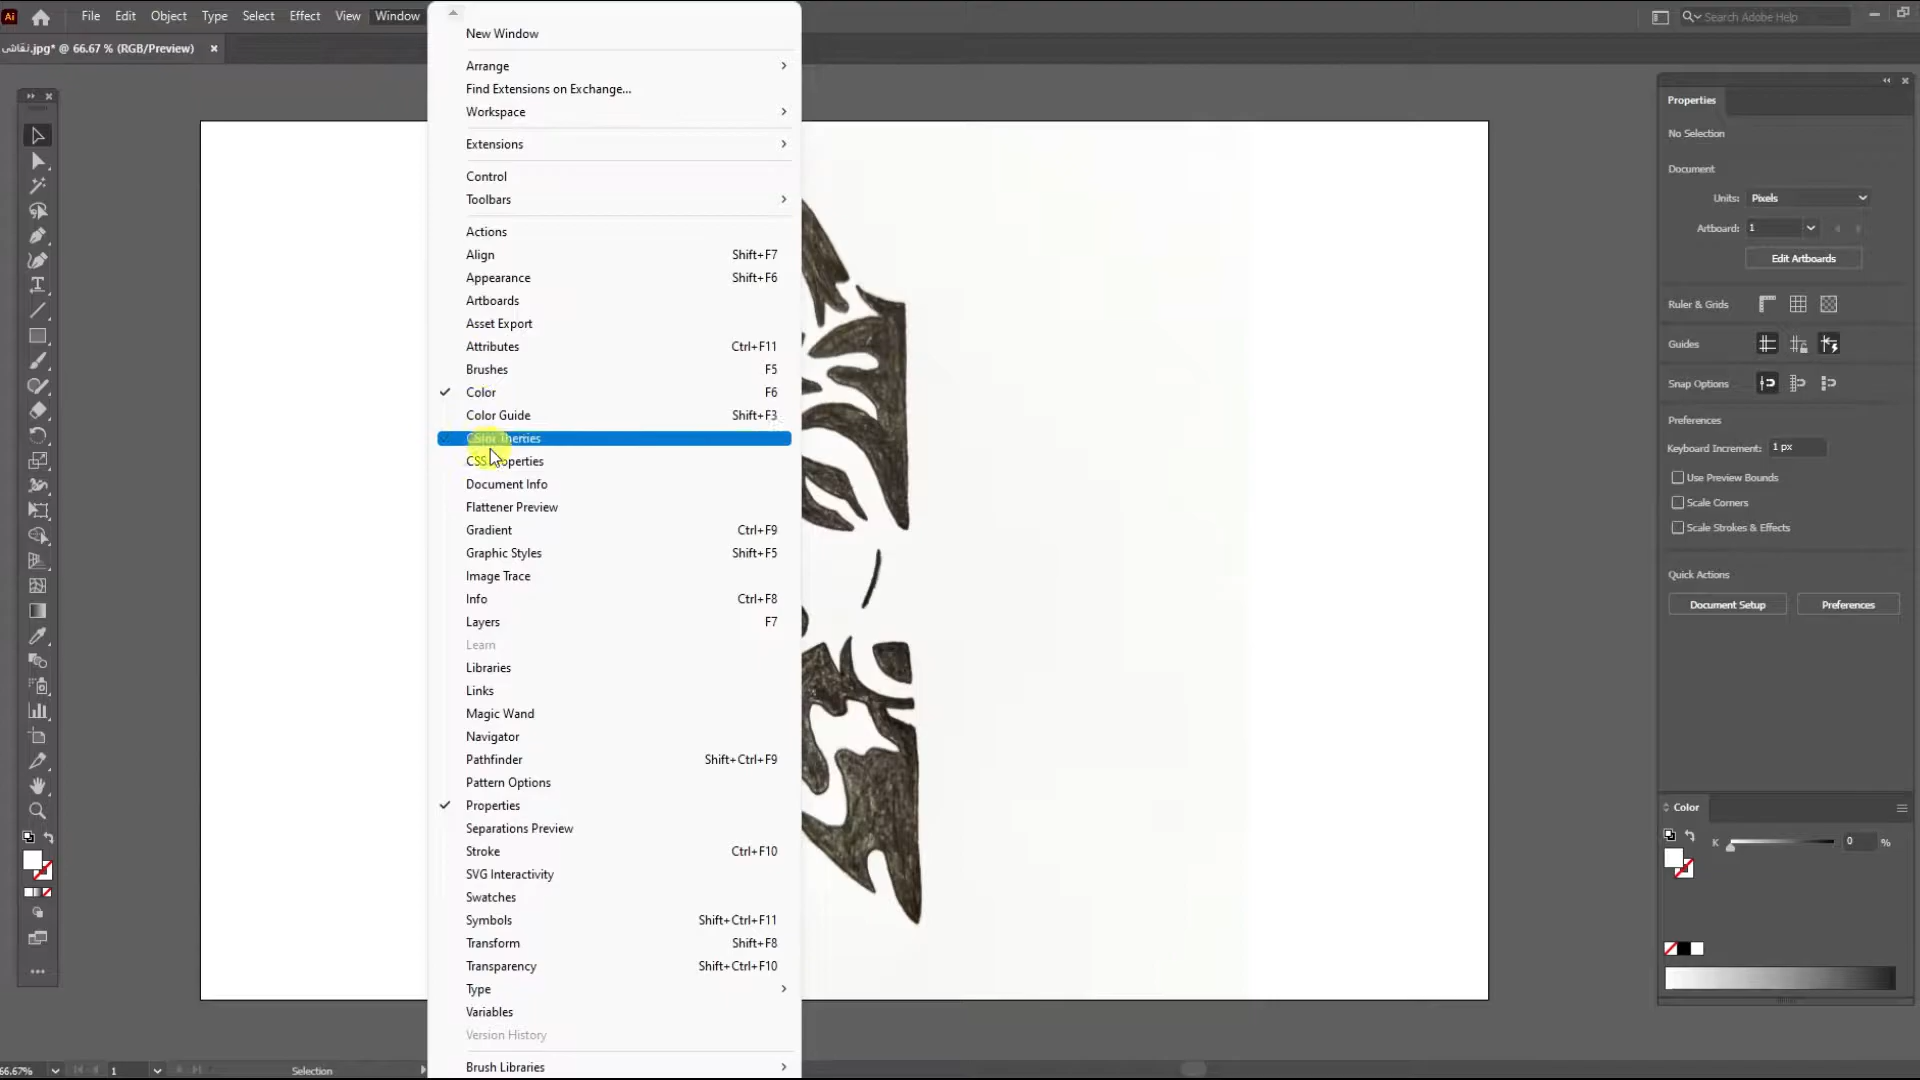 Ai File Edit Object Type Select Effect View Window
Search Adobe Help
نقاشی.jpg* @ 66.67 % (RGB/Preview)
New Window
Arrange
Find Extensions on Exchange...
Workspace
Extensions
Control
Toolbars
Actions
Align Shift+F7
Appearance Shift+F6
Artboards
Asset Export
Attributes Ctrl+F11
Brushes F5
Color F6
Color Guide Shift+F3
Color Themes
CSS Properties
Document Info
Flattener Preview
Gradient Ctrl+F9
Graphic Styles Shift+F5
Image Trace
Info Ctrl+F8
Layers F7
Learn
Libraries
Links
Magic Wand
Navigator
Pathfinder Shift+Ctrl+F9
Pattern Options
Properties
Separations Preview
Stroke Ctrl+F10
SVG Interactivity
Swatches
Symbols Shift+Ctrl+F11
Transform Shift+F8
Transparency Shift+Ctrl+F10
Type
Variables
Version History
Brush Libraries
Properties
No Selection
Document
Units: Pixels
Artboard: 1
Edit Artboards
Ruler & Grids
Guides
Snap Options
Preferences
Keyboard Increment: 1 px
Use Preview Bounds
Scale Corners
Scale Strokes & Effects
Quick Actions
Document Setup Preferences
Color
K 0 %
66.67% 1 Selection